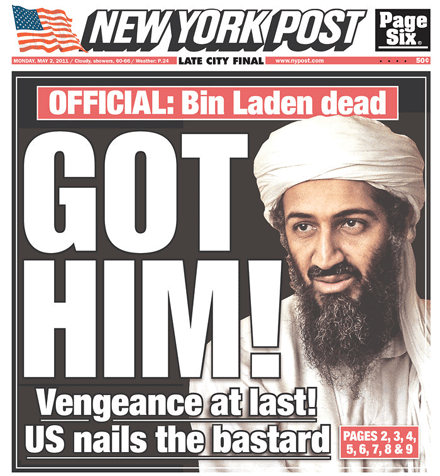 NEW YORK POST
Page
Six®
MONDAY, MAY 2, 2011 / Cloudy, showers, 60-66 / Weather: P.24
LATE CITY FINAL
www.nypost.com
50¢
OFFICIAL: Bin Laden dead
GOT
HIM!
Vengeance at last!
US nails the bastard
PAGES 2, 3, 4,
5, 6, 7, 8 & 9